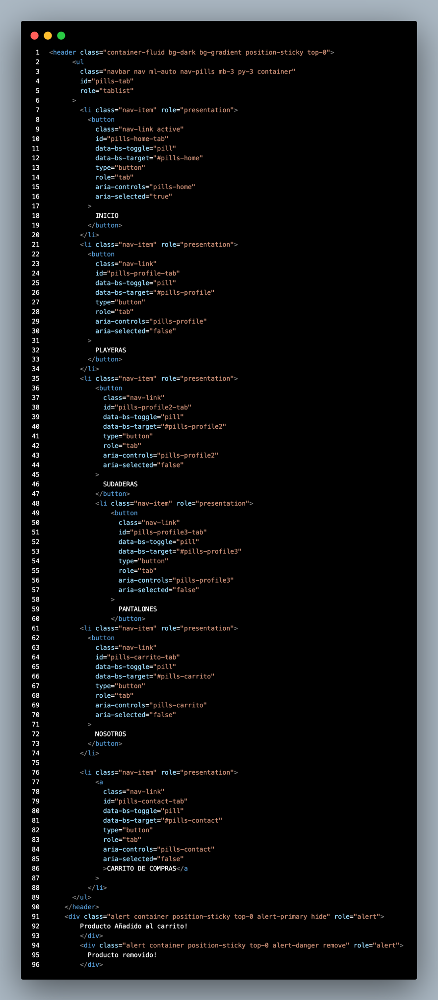 1 <header class="container-fluid bg-dark bg-gradient position-sticky top-0">
2 <ul
3 class="navbar nav ml-auto nav-pills mb-3 py-3 container"
4 id="pills-tab"
5 role="tablist"
6 >
7 <li class="nav-item" role="presentation">
8 <button
9 class="nav-link active"
10 id="pills-home-tab"
11 data-bs-toggle="pill"
12 data-bs-target="#pills-home"
13 type="button"
14 role="tab"
15 aria-controls="pills-home"
16 aria-selected="true"
17 >
18 INICIO
19 </button>
20 </li>
21 <li class="nav-item" role="presentation">
22 <button
23 class="nav-link"
24 id="pills-profile-tab"
25 data-bs-toggle="pill"
26 data-bs-target="#pills-profile"
27 type="button"
28 role="tab"
29 aria-controls="pills-profile"
30 aria-selected="false"
31 >
32 PLAYERAS
33 </button>
34 </li>
35 <li class="nav-item" role="presentation">
36 <button
37 class="nav-link"
38 id="pills-profile2-tab"
39 data-bs-toggle="pill"
40 data-bs-target="#pills-profile2"
41 type="button"
42 role="tab"
43 aria-controls="pills-profile2"
44 aria-selected="false"
45 >
46 SUDADERAS
47 </button>
48 <li class="nav-item" role="presentation">
49 <button
50 class="nav-link"
51 id="pills-profile3-tab"
52 data-bs-toggle="pill"
53 data-bs-target="#pills-profile3"
54 type="button"
55 role="tab"
56 aria-controls="pills-profile3"
57 aria-selected="false"
58 >
59 PANTALONES
60 </button>
61 <li class="nav-item" role="presentation">
62 <button
63 class="nav-link"
64 id="pills-carrito-tab"
65 data-bs-toggle="pill"
66 data-bs-target="#pills-carrito"
67 type="button"
68 role="tab"
69 aria-controls="pills-carrito"
70 aria-selected="false"
71 >
72 NOSOTROS
73 </button>
74 </li>
75
76 <li class="nav-item" role="presentation">
77 <a
78 class="nav-link"
79 id="pills-contact-tab"
80 data-bs-toggle="pill"
81 data-bs-target="#pills-contact"
82 type="button"
83 role="tab"
84 aria-controls="pills-contact"
85 aria-selected="false"
86 >CARRITO DE COMPRAS</a
87 >
88 </li>
89 </ul>
90 </header>
91 <div class="alert container position-sticky top-0 alert-primary hide" role="alert">
92 Producto Añadido al carrito!
93 </div>
94 <div class="alert container position-sticky top-0 alert-danger remove" role="alert">
95 Producto removido!
96 </div>